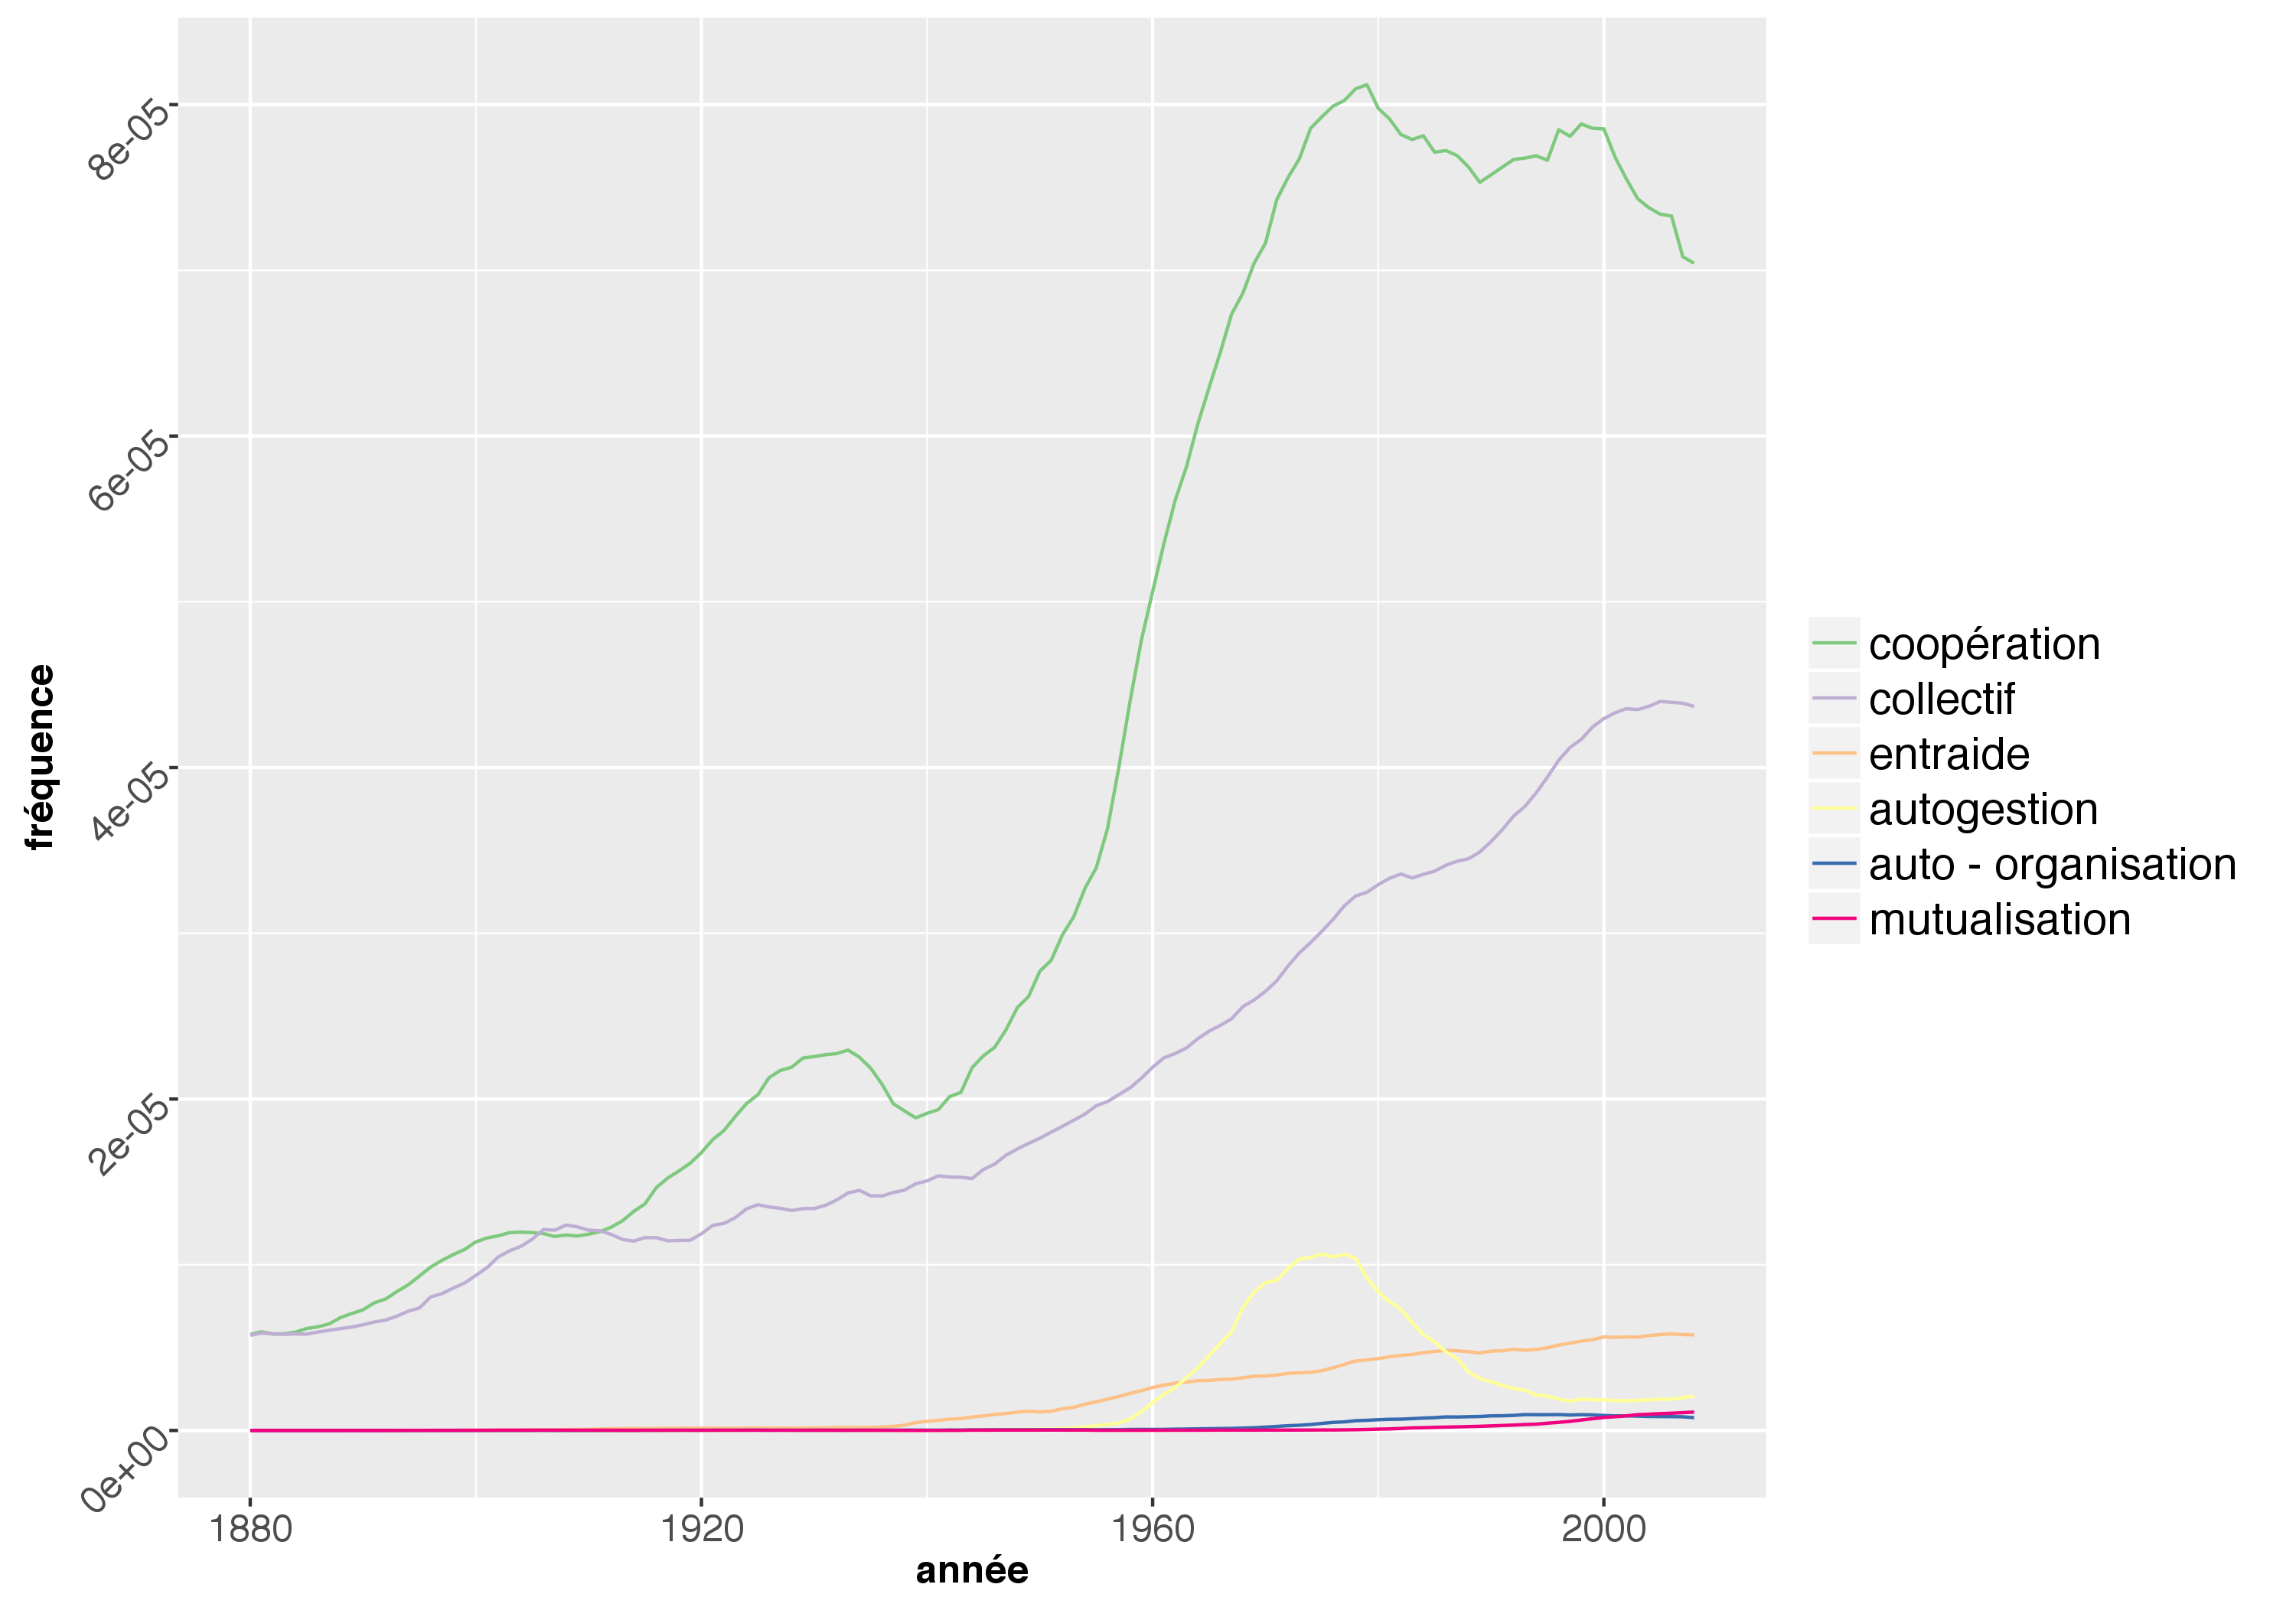 8e-05
6e-05
4e-05
2e-05
0e+00
fréquence
1880 1920 1960 2000
année
coopération
collectif
entraide
autogestion
auto - organisation
mutualisation